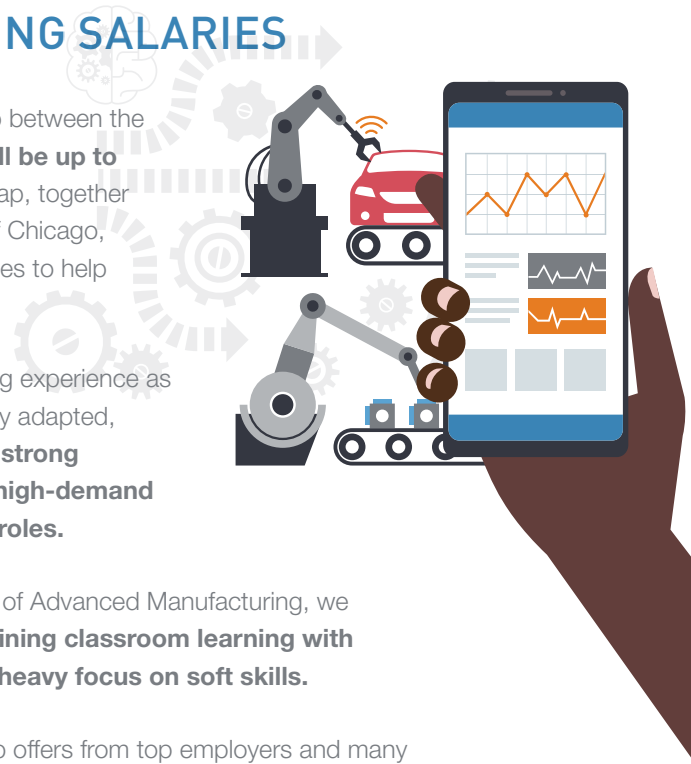 NG SALARIES
between the
ll be up to
ap, together
f Chicago,
es to help
g experience as
y adapted,
strong
high-demand
roles.
of Advanced Manufacturing, we
ining classroom learning with
heavy focus on soft skills.
offers from top employers and many